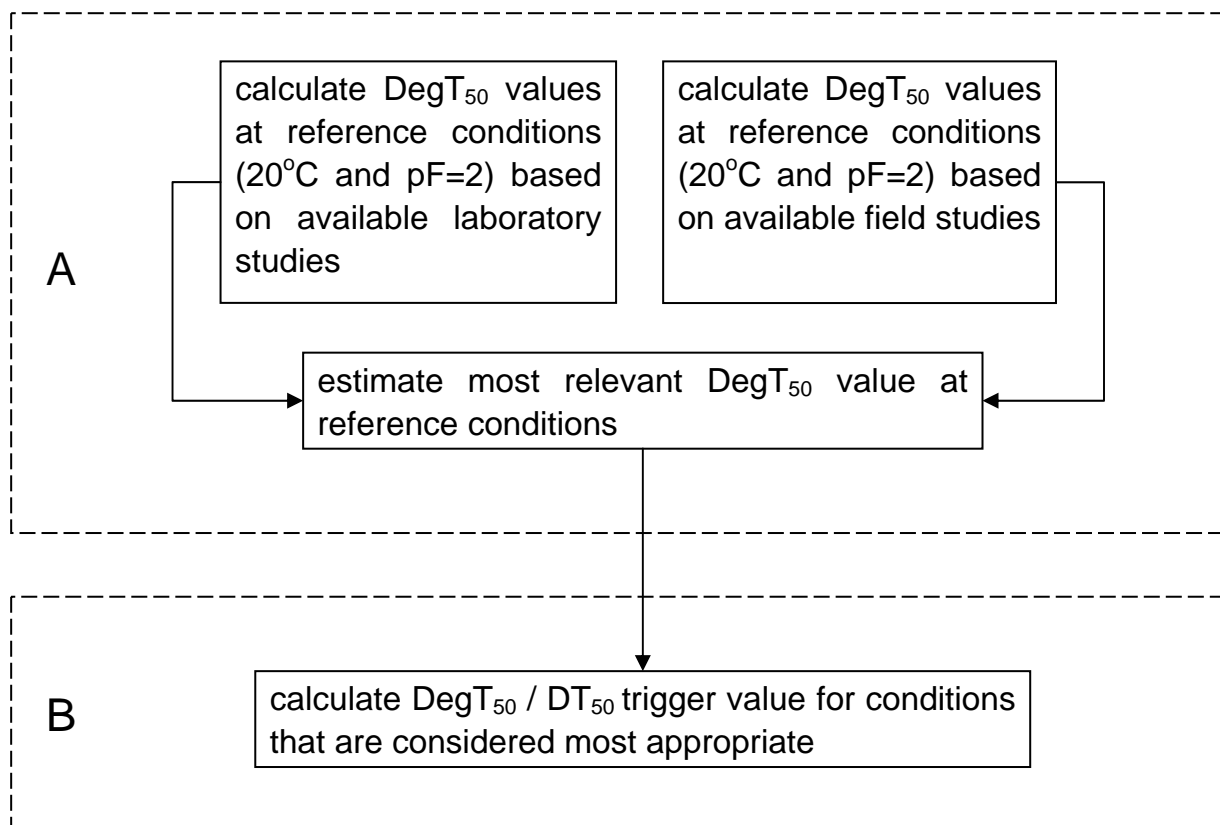 calculate DegT₅₀ values
at reference conditions
(20°C and pF=2) based
on available laboratory
studies
calculate DegT₅₀ values
at reference conditions
(20°C and pF=2) based
on available field studies
A
estimate most relevant DegT₅₀ value at
reference conditions
B
calculate DegT₅₀ / DT₅₀ trigger value for conditions
that are considered most appropriate